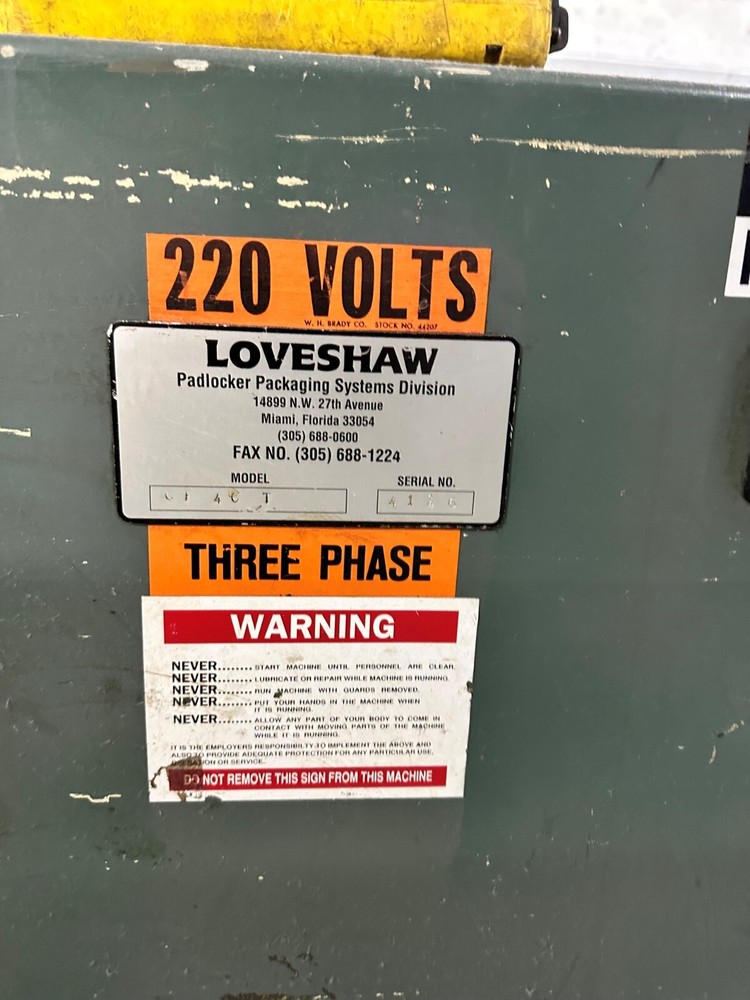 220 VOLTS
W. H. BRADY CO. STOCK NO. 44207
LOVESHAW
Padlocker Packaging Systems Division
14899 N.W. 27th Avenue
Miami, Florida 33054
(305) 688-0600
FAX NO. (305) 688-1224
MODEL SERIAL NO.
4C T
THREE PHASE
WARNING
NEVER........ START MACHINE UNTIL PERSONNEL ARE CLEAR.
NEVER........ LUBRICATE OR REPAIR WHILE MACHINE IS RUNNING.
NEVER........ RUN MACHINE WITH GUARDS REMOVED.
NEVER........ PUT YOUR HANDS IN THE MACHINE WHEN
IT IS RUNNING.
NEVER........ ALLOW ANY PART OF YOUR BODY TO COME IN
CONTACT WITH MOVING PARTS OF THE MACHINE
WHILE IT IS RUNNING.
IT IS THE EMPLOYERS RESPONSIBILTY TO IMPLEMENT THE ABOVE AND
ALSO TO PROVIDE ADEQUATE PROTECTION FOR ANY PARTICULAR USE,
OR SERVICE.
DO NOT REMOVE THIS SIGN FROM THIS MACHINE